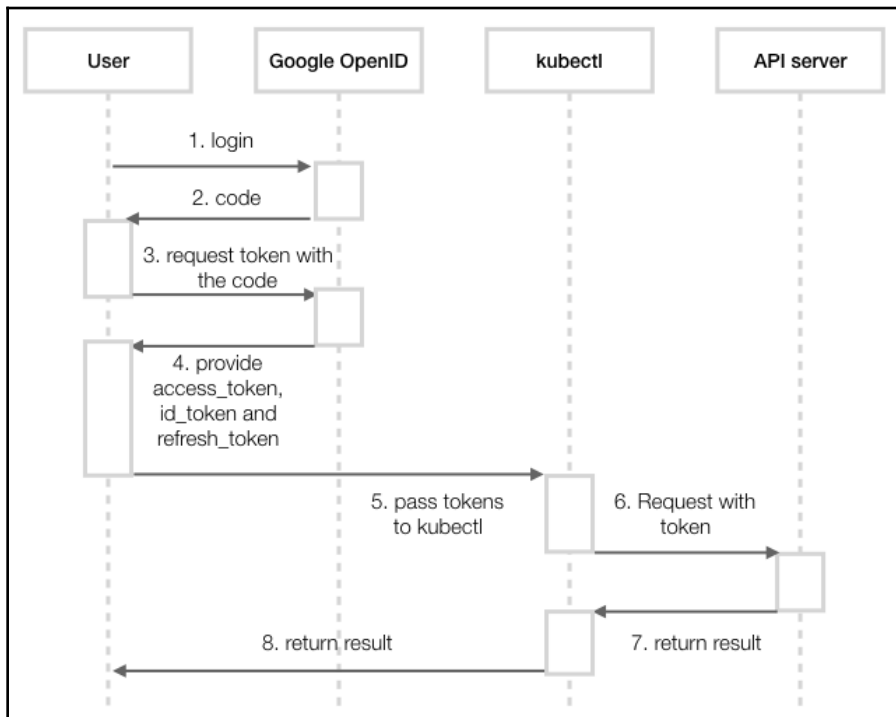 User
Google OpenID
kubectl
API server
1. login
2. code
3. request token with
the code
4. provide
access_token,
id_token and
refresh_token
5. pass tokens
to kubectl
6. Request with
token
7. return result
8. return result